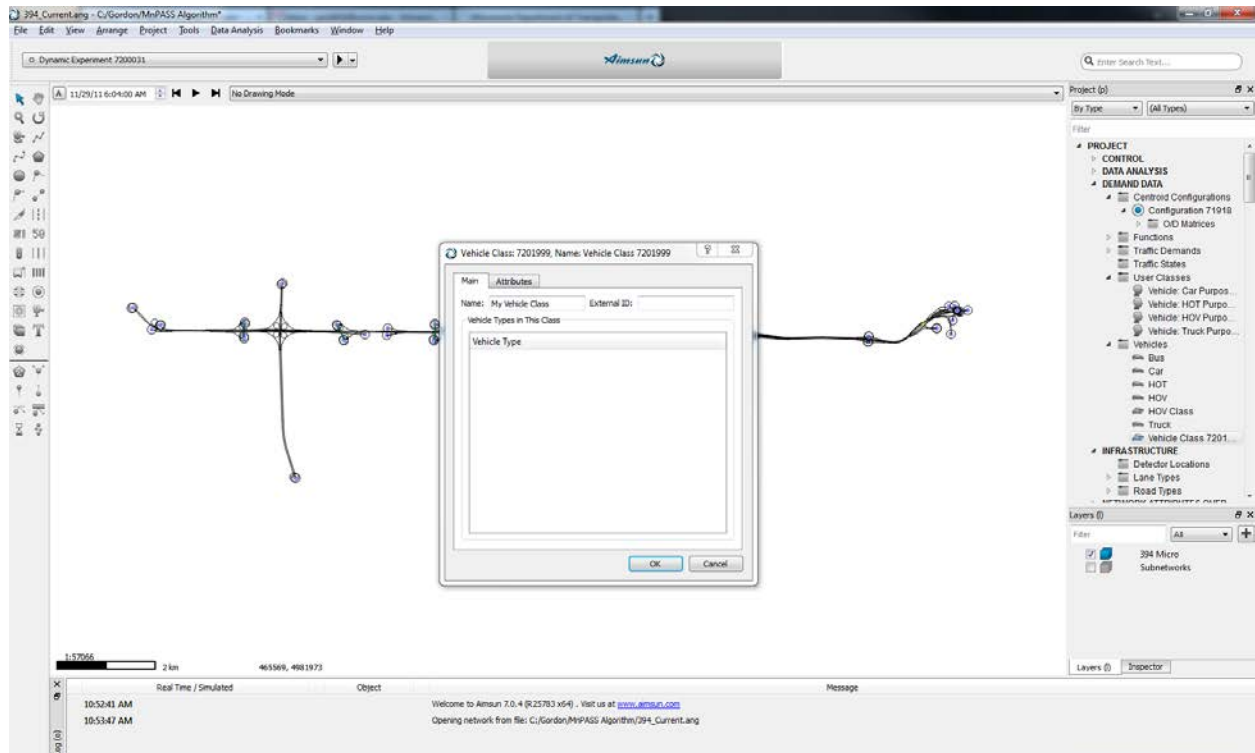 394_Current.ang - C:/Gordon/MnPASS Algorithm*
File Edit View Arrange Project Tools Data Analysis Bookmarks Window Help
Dynamic Experiment 7200031
Aimsun
Enter Search Text...
A 11/29/11 6:04:00 AM No Drawing Mode
Project (p)
By Type (All Types)
Filter
PROJECT
CONTROL
DATA ANALYSIS
DEMAND DATA
Centroid Configurations
Configuration 71918
O/D Matrices
Functions
Traffic Demands
Traffic States
User Classes
Vehicle: Car Purpos...
Vehicle: HOT Purpo...
Vehicle: HOV Purpo...
Vehicle: Truck Purpo...
Vehicles
Bus
Car
HOT
HOV
HOV Class
Truck
Vehicle Class 7201...
INFRASTRUCTURE
Detector Locations
Lane Types
Road Types
Vehicle Class: 7201999, Name: Vehicle Class 7201999
Main Attributes
Name: My Vehicle Class External ID:
Vehicle Types in This Class
Vehicle Type
OK Cancel
Layers (l)
Filter All
394 Micro
Subnetworks
Layers (l) Inspector
1:57066
2 km 465569, 4981973
Real Time / Simulated Object Message
10:52:41 AM Welcome to Aimsun 7.0.4 (R25783 x64) . Visit us at www.aimsun.com
10:53:47 AM Opening network from file: C:/Gordon/MnPASS Algorithm/394_Current.ang